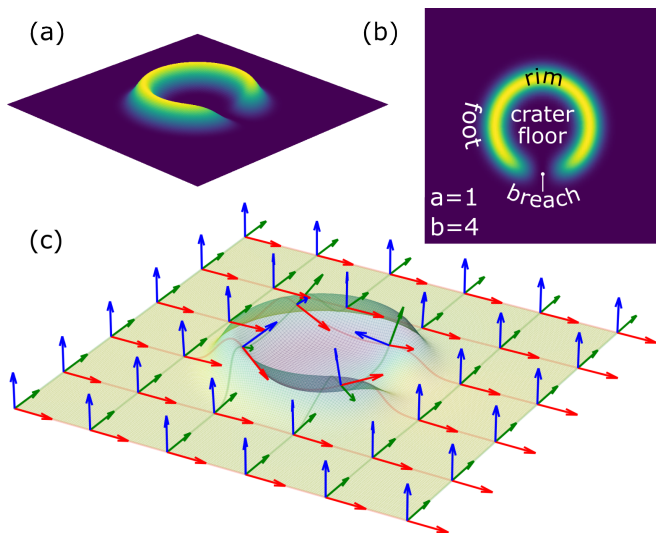 (a)
(b)
rim
foot
crater
floor
breach
a=1
b=4
(c)